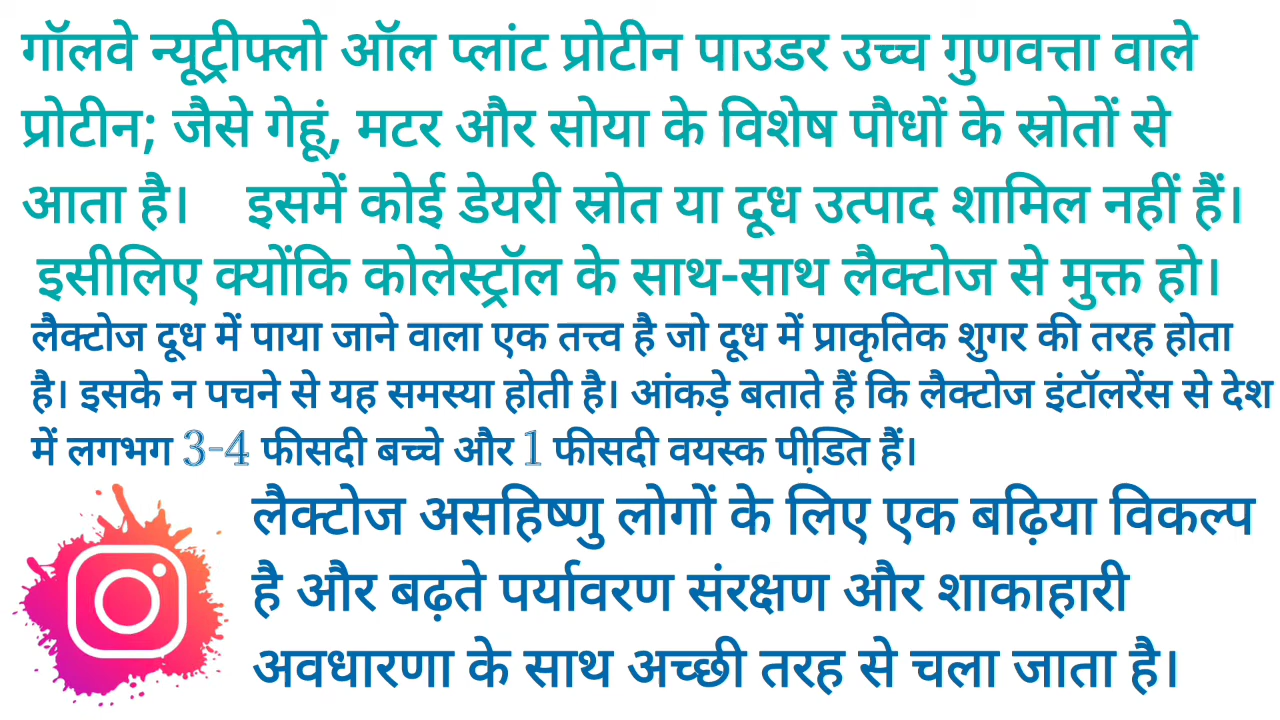 गॉलवे न्यूट्रीफ्लो ऑल प्लांट प्रोटीन पाउडर उच्च गुणवत्ता वाले
प्रोटीन; जैसे गेहूं, मटर और सोया के विशेष पौधों के स्रोतों से
आता है। इसमें कोई डेयरी स्रोत या दूध उत्पाद शामिल नहीं हैं।
इसीलिए क्योंकि कोलेस्ट्रॉल के साथ-साथ लैक्टोज से मुक्त हो।
लैक्टोज दूध में पाया जाने वाला एक तत्त्व है जो दूध में प्राकृतिक शुगर की तरह होता
है। इसके न पचने से यह समस्या होती है। आंकड़े बताते हैं कि लैक्टोज इंटॉलरेंस से देश
में लगभग 3-4 फीसदी बच्चे और 1 फीसदी वयस्क पीडि़त हैं।
लैक्टोज असहिष्णु लोगों के लिए एक बढ़िया विकल्प
है और बढ़ते पर्यावरण संरक्षण और शाकाहारी
अवधारणा के साथ अच्छी तरह से चला जाता है।